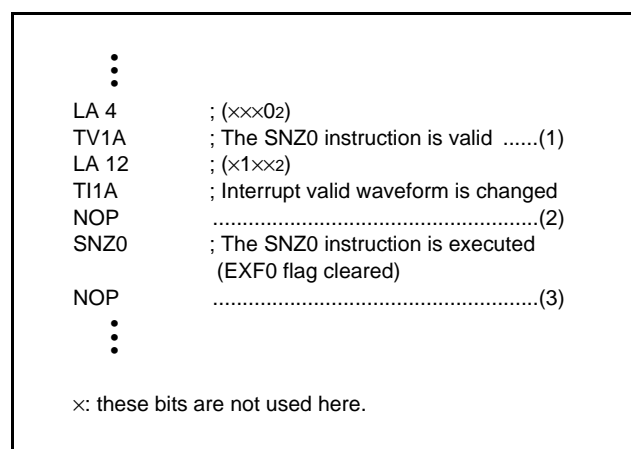 LA 4 ; (×××02)
TV1A ; The SNZ0 instruction is valid ......(1)
LA 12 ; (×1××2)
TI1A ; Interrupt valid waveform is changed
NOP .........................................................(2)
SNZ0 ; The SNZ0 instruction is executed
(EXF0 flag cleared)
NOP .........................................................(3)
×: these bits are not used here.